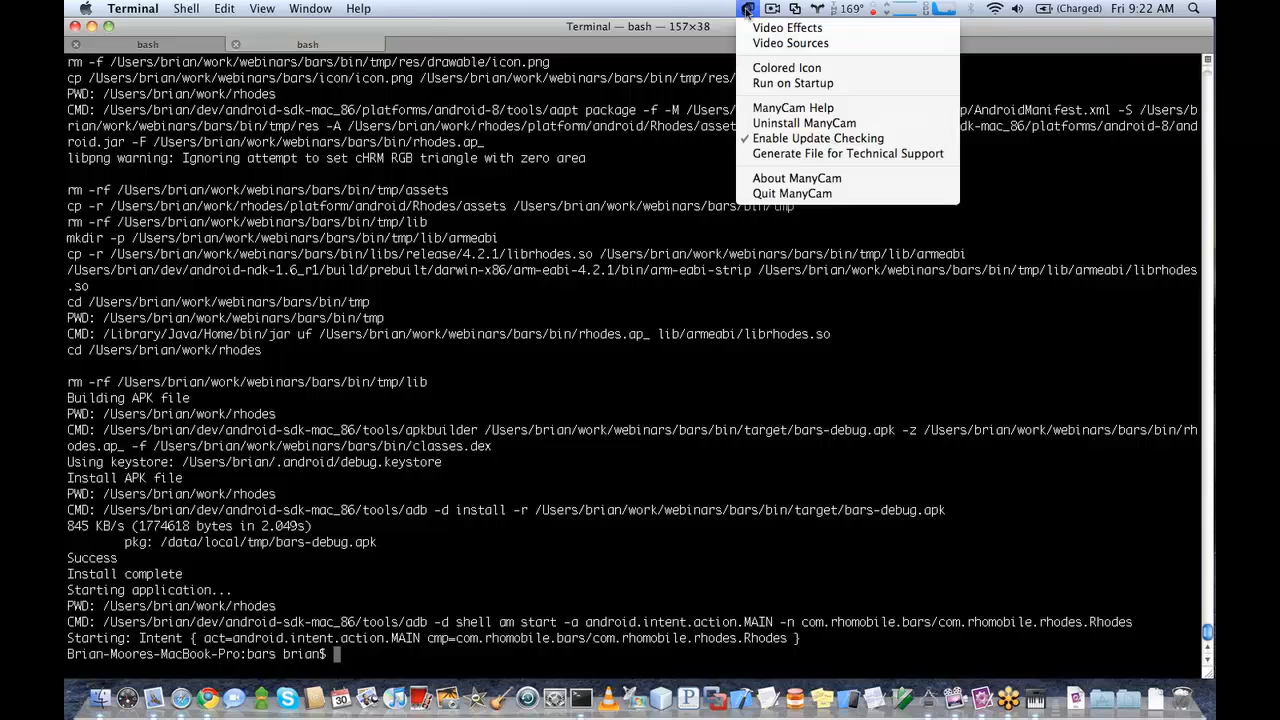 Terminal Shell Edit View Window Help 169° (Charged) Fri 9:22 AM
Terminal — bash — 157×38
bash bash
Video Effects
Video Sources
Colored Icon
Run on Startup
ManyCam Help
Uninstall ManyCam
✓ Enable Update Checking
Generate File for Technical Support
About ManyCam
Quit ManyCam
rm -f /Users/brian/work/webinars/bars/bin/tmp/res/drawable/icon.png
cp /Users/brian/work/webinars/bars/icon/icon.png /Users/brian/work/webinars/bars/bin/tmp/res/
PWD: /Users/brian/work/rhodes
CMD: /Users/brian/dev/android-sdk-mac_86/platforms/android-8/tools/aapt package -f -M /Users/ p/AndroidManifest.xml -S /Users/b
rian/work/webinars/bars/bin/tmp/res -A /Users/brian/work/rhodes/platform/android/Rhodes/asset sdk-mac_86/platforms/android-8/and
roid.jar -F /Users/brian/work/webinars/bars/bin/rhodes.ap_
libpng warning: Ignoring attempt to set cHRM RGB triangle with zero area
rm -rf /Users/brian/work/webinars/bars/bin/tmp/assets
cp -r /Users/brian/work/rhodes/platform/android/Rhodes/assets /Users/brian/work/webinars/bars/bin/tmp
rm -rf /Users/brian/work/webinars/bars/bin/tmp/lib
mkdir -p /Users/brian/work/webinars/bars/bin/tmp/lib/armeabi
cp -r /Users/brian/work/webinars/bars/bin/libs/release/4.2.1/librhodes.so /Users/brian/work/webinars/bars/bin/tmp/lib/armeabi
/Users/brian/dev/android-ndk-1.6_r1/build/prebuilt/darwin-x86/arm-eabi-4.2.1/bin/arm-eabi-strip /Users/brian/work/webinars/bars/bin/tmp/lib/armeabi/librhodes
.so
cd /Users/brian/work/webinars/bars/bin/tmp
PWD: /Users/brian/work/webinars/bars/bin/tmp
CMD: /Library/Java/Home/bin/jar uf /Users/brian/work/webinars/bars/bin/rhodes.ap_ lib/armeabi/librhodes.so
cd /Users/brian/work/rhodes
rm -rf /Users/brian/work/webinars/bars/bin/tmp/lib
Building APK file
PWD: /Users/brian/work/rhodes
CMD: /Users/brian/dev/android-sdk-mac_86/tools/apkbuilder /Users/brian/work/webinars/bars/bin/target/bars-debug.apk -z /Users/brian/work/webinars/bars/bin/rh
odes.ap_ -f /Users/brian/work/webinars/bars/bin/classes.dex
Using keystore: /Users/brian/.android/debug.keystore
Install APK file
PWD: /Users/brian/work/rhodes
CMD: /Users/brian/dev/android-sdk-mac_86/tools/adb -d install -r /Users/brian/work/webinars/bars/bin/target/bars-debug.apk
845 KB/s (1774618 bytes in 2.049s)
pkg: /data/local/tmp/bars-debug.apk
Success
Install complete
Starting application...
PWD: /Users/brian/work/rhodes
CMD: /Users/brian/dev/android-sdk-mac_86/tools/adb -d shell am start -a android.intent.action.MAIN -n com.rhomobile.bars/com.rhomobile.rhodes.Rhodes
Starting: Intent { act=android.intent.action.MAIN cmp=com.rhomobile.bars/com.rhomobile.rhodes.Rhodes }
Brian-Moores-MacBook-Pro:bars brian$
30